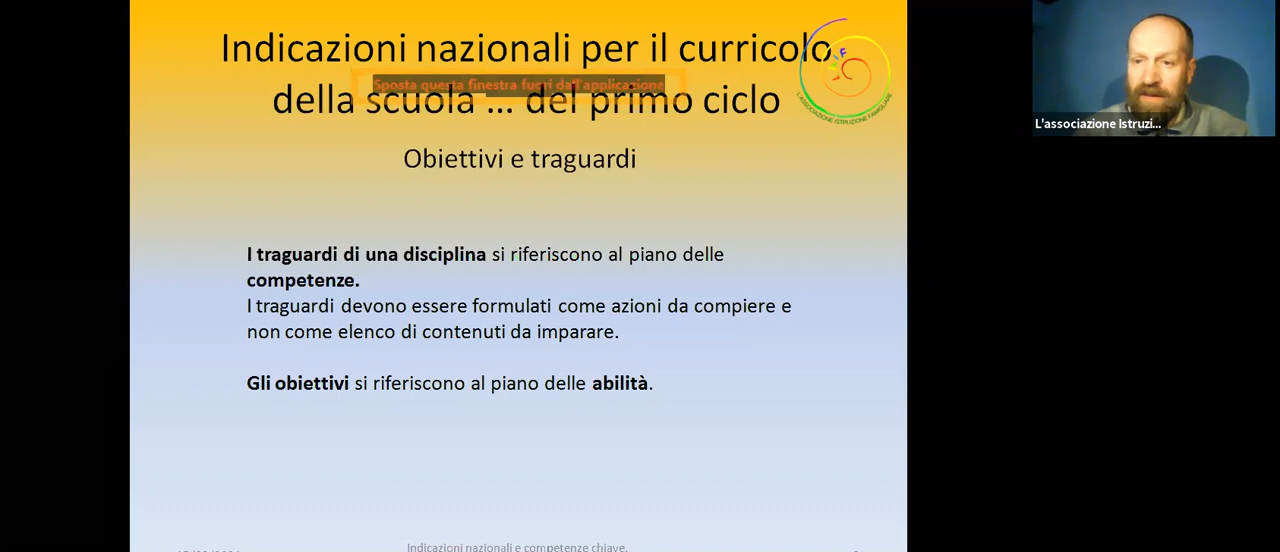 Indicazioni nazionali per il curricolo
Sposta questa finestra fuori dall'applicazione
della scuola ... del primo ciclo
L'ASSOCIAZIONE ISTRUZIONE FAMILIARE
Obiettivi e traguardi
I traguardi di una disciplina si riferiscono al piano delle
competenze.
I traguardi devono essere formulati come azioni da compiere e
non come elenco di contenuti da imparare.
Gli obiettivi si riferiscono al piano delle abilità.
Indicazioni nazionali e competenze chiave.
L'associazione Istruzi...